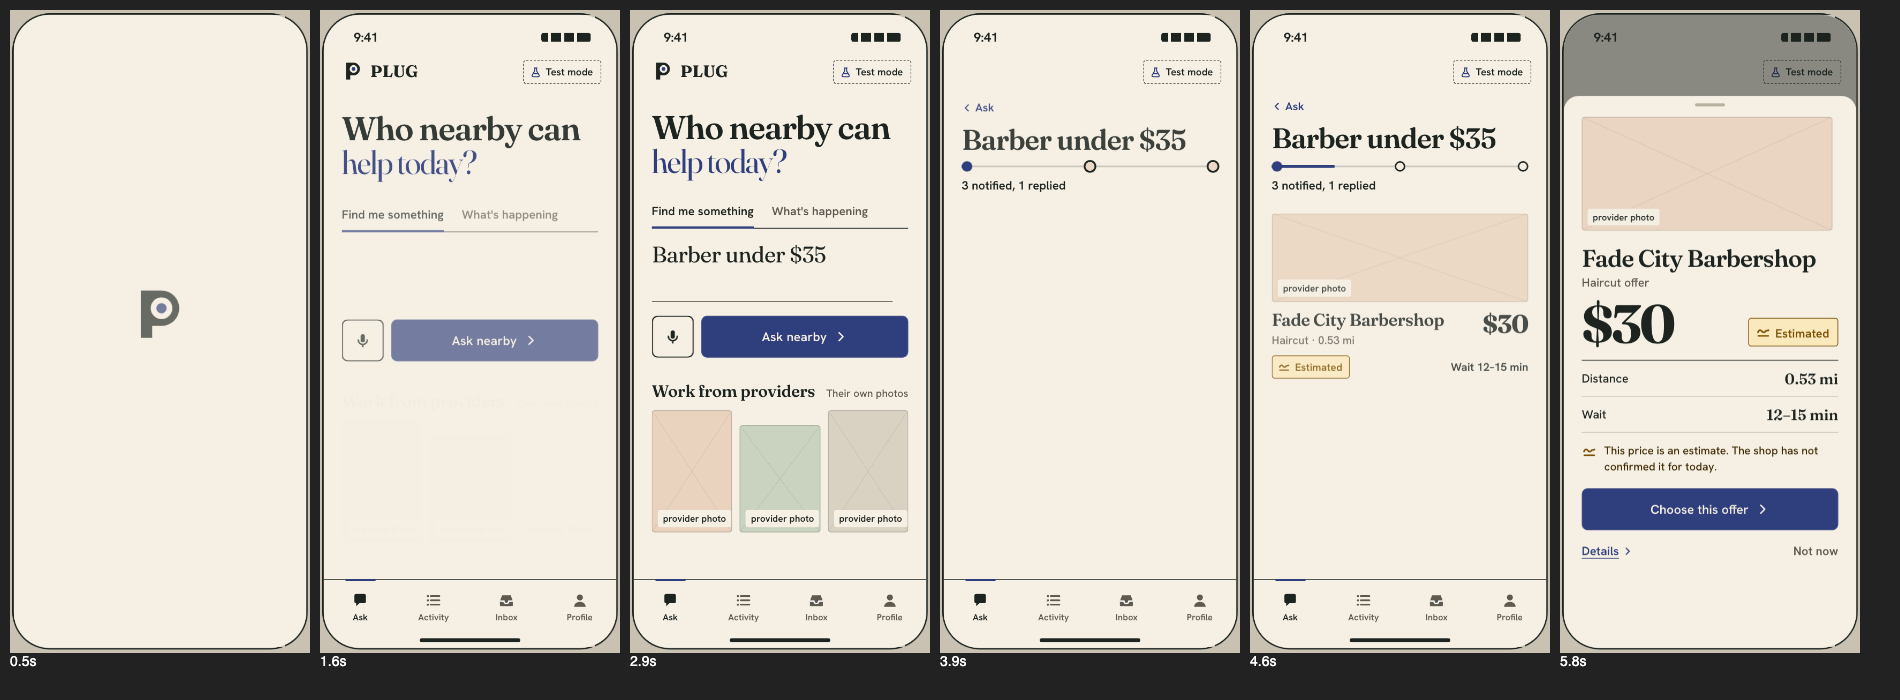 0.5s
9:41
PLUG
Test mode
Who nearby can
help today?
Find me something
What's happening
Ask nearby
Work from providers
Ask
Activity
Inbox
Profile
1.6s
9:41
PLUG
Test mode
Who nearby can
help today?
Find me something
What's happening
Barber under $35
Ask nearby
Work from providers
Their own photos
provider photo
provider photo
provider photo
Ask
Activity
Inbox
Profile
2.9s
9:41
Test mode
Ask
Barber under $35
3 notified, 1 replied
Ask
Activity
Inbox
Profile
3.9s
9:41
Test mode
Ask
Barber under $35
3 notified, 1 replied
provider photo
Fade City Barbershop
$30
Haircut · 0.53 mi
Estimated
Wait 12–15 min
Ask
Activity
Inbox
Profile
4.6s
9:41
Test mode
provider photo
Fade City Barbershop
Haircut offer
$30
Estimated
Distance
0.53 mi
Wait
12–15 min
This price is an estimate. The shop has not
confirmed it for today.
Choose this offer
Details
Not now
5.8s